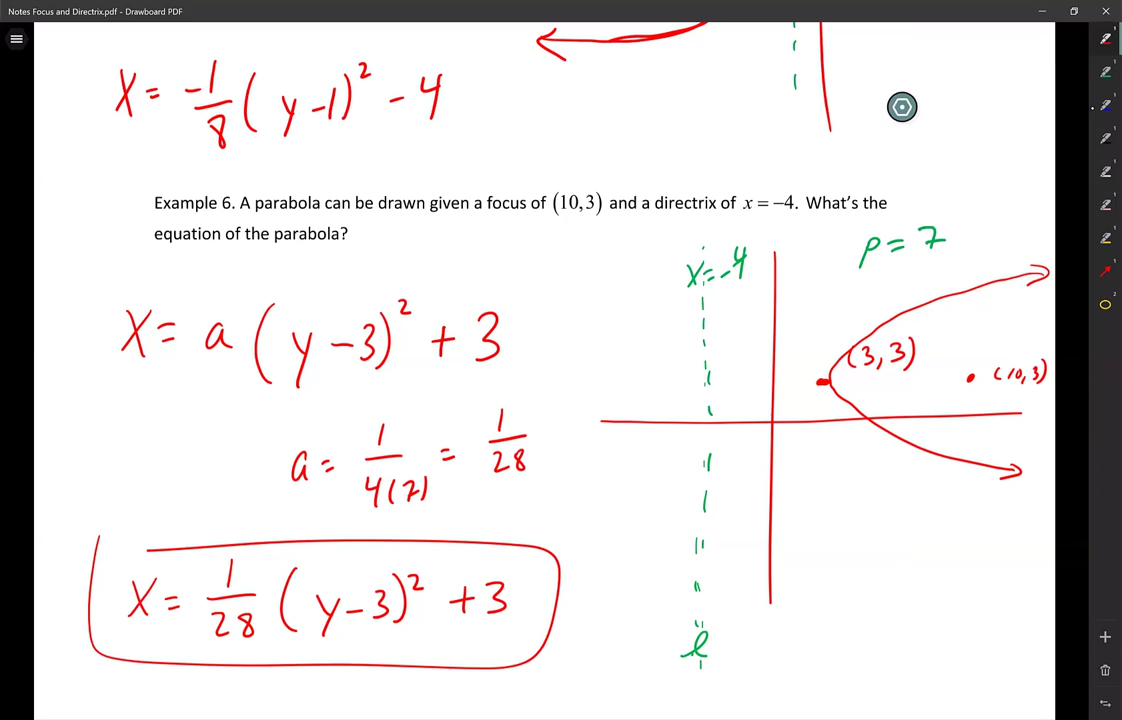 Notes Focus and Directrix.pdf - Drawboard PDF
X = -1/8 (y-1)² - 4
Example 6. A parabola can be drawn given a focus of (10,3) and a directrix of x = −4. What's the
equation of the parabola?
p = 7
x = -4
X = a (y-3)² + 3
(3,3)
(10,3)
a = 1/4(7) = 1/28
X = 1/28 (y-3)² + 3
l